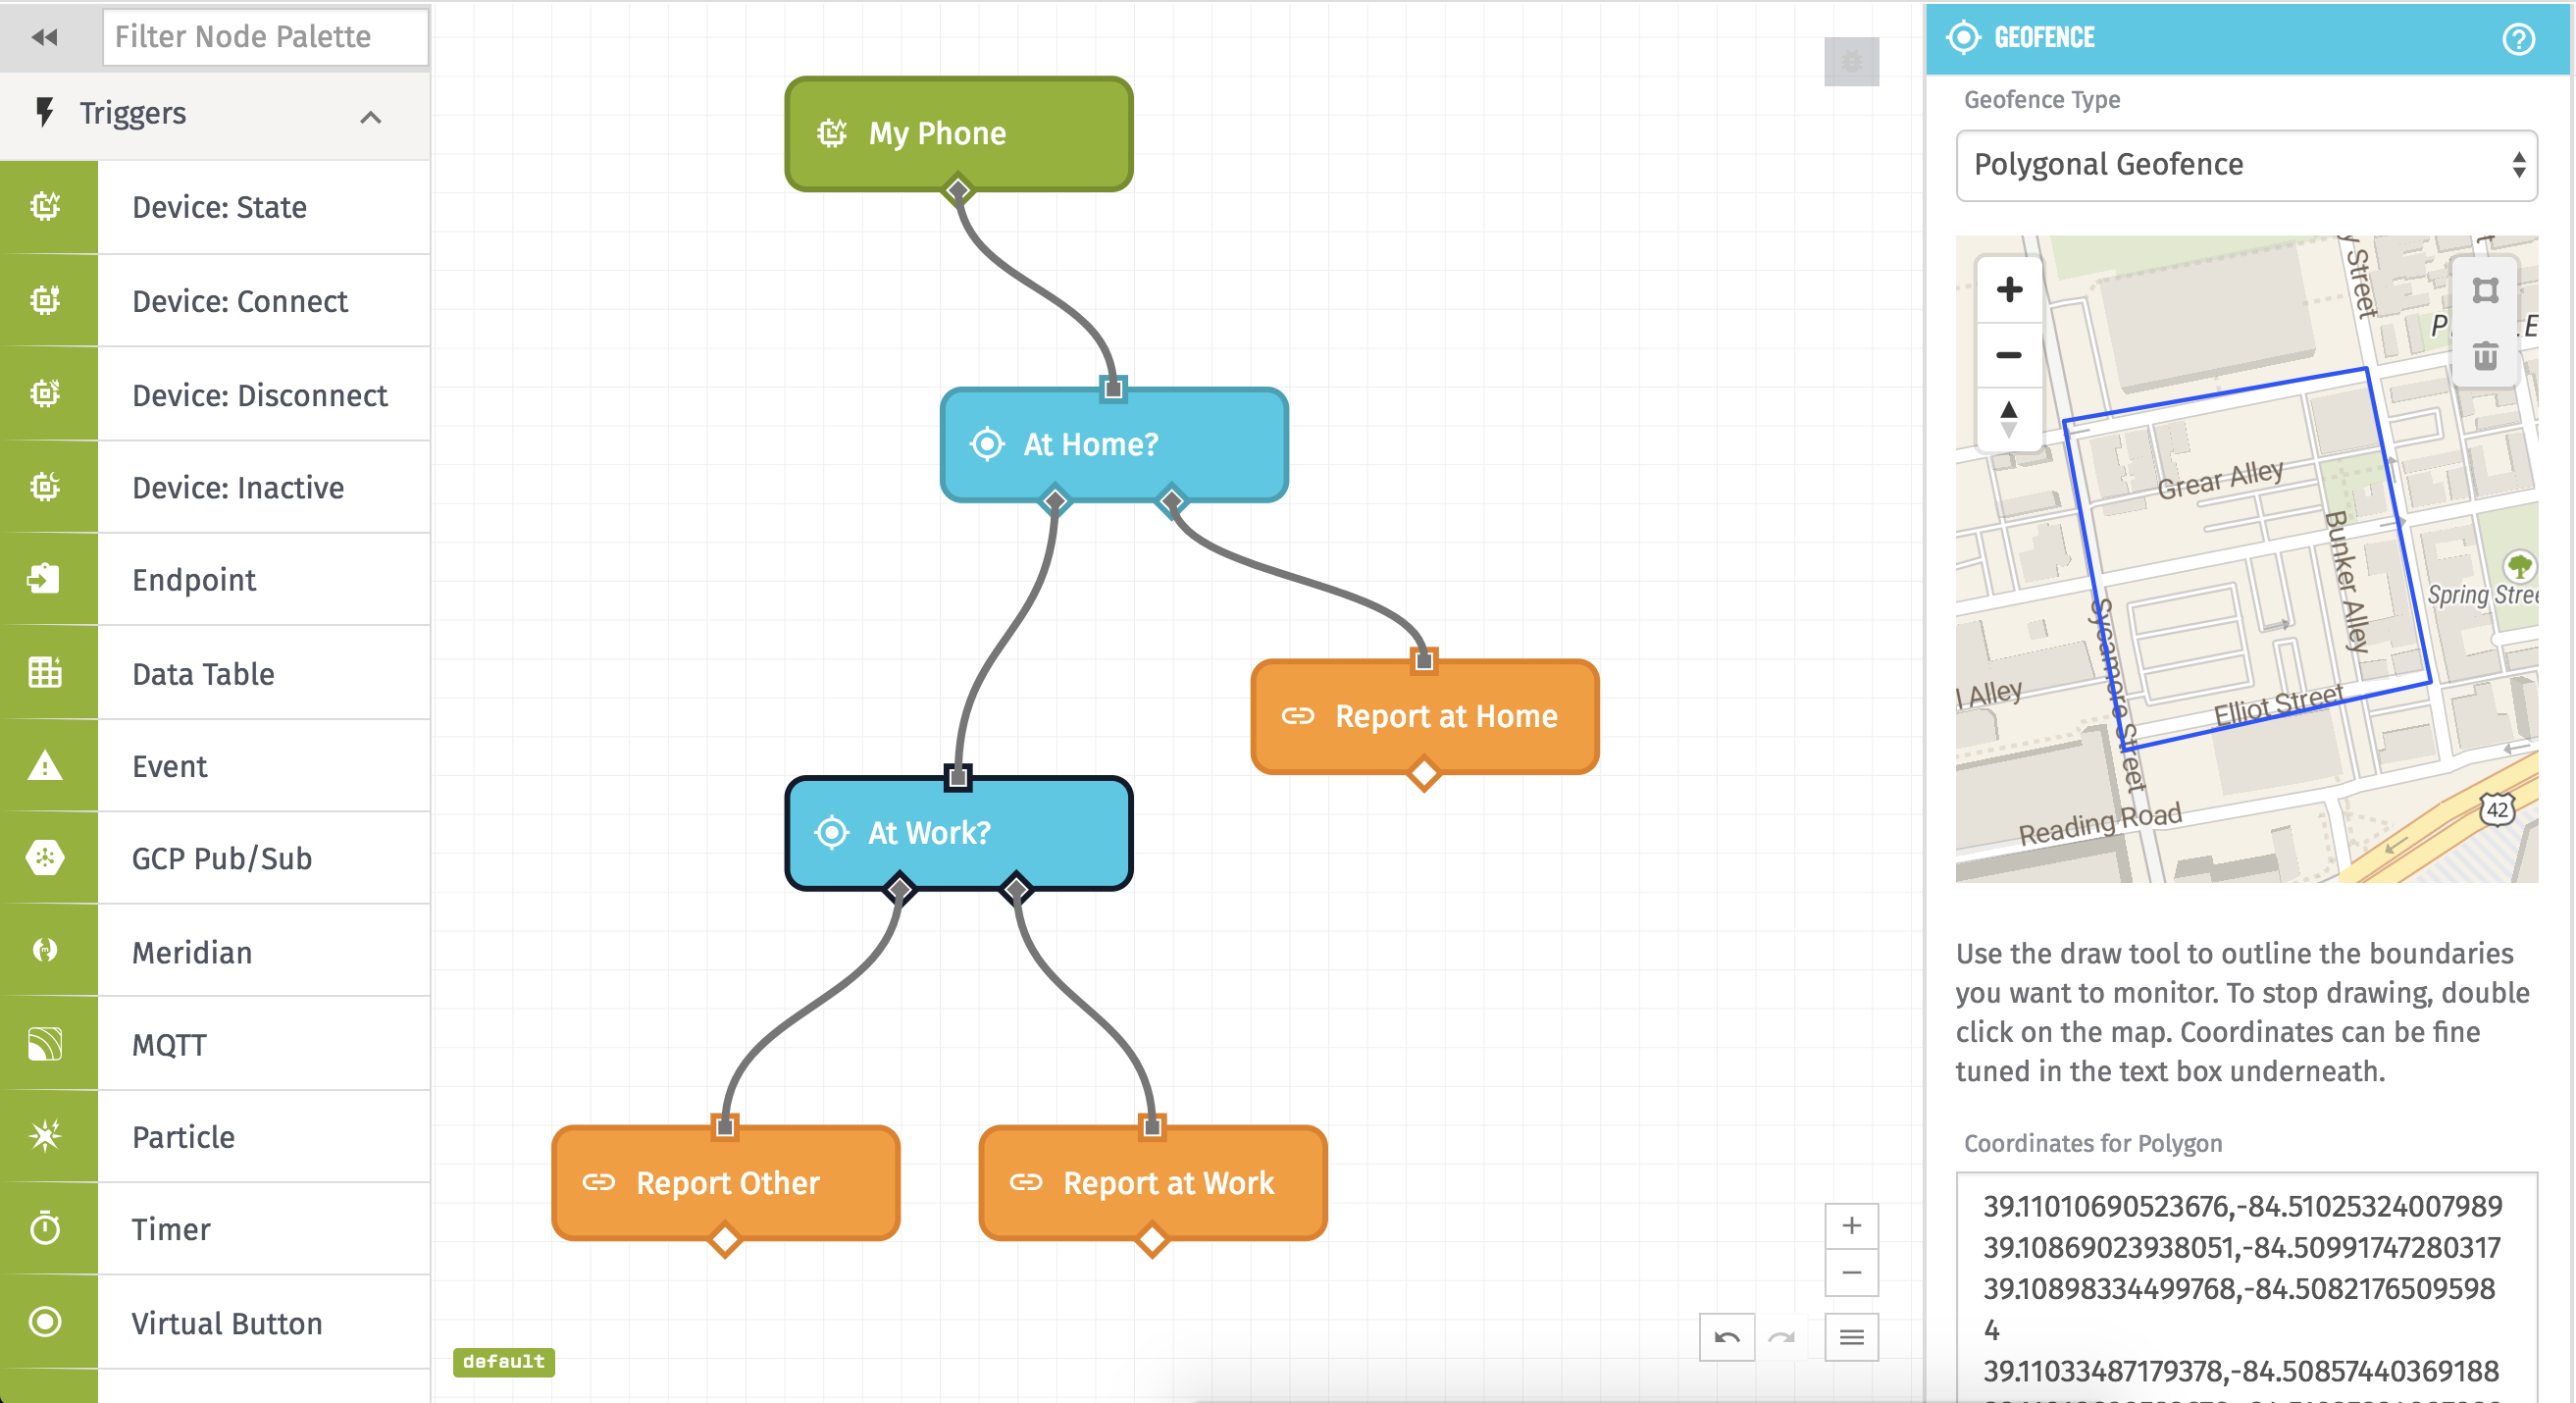 Filter Node Palette
Triggers
Device: State
Device: Connect
Device: Disconnect
Device: Inactive
Endpoint
Data Table
Event
GCP Pub/Sub
Meridian
MQTT
Particle
Timer
Virtual Button
My Phone
At Home?
Report at Home
At Work?
Report Other
Report at Work
default
GEOFENCE
Geofence Type
Polygonal Geofence
y Street
P
E
Grear Alley
Bunker Alley
Spring Stree
Sycamore Street
l Alley
Elliot Street
Reading Road
42
Use the draw tool to outline the boundaries
you want to monitor. To stop drawing, double
click on the map. Coordinates can be fine
tuned in the text box underneath.
Coordinates for Polygon
39.11010690523676,-84.51025324007989
39.10869023938051,-84.50991747280317
39.10898334499768,-84.5082176509598
4
39.11033487179378,-84.50857440369188